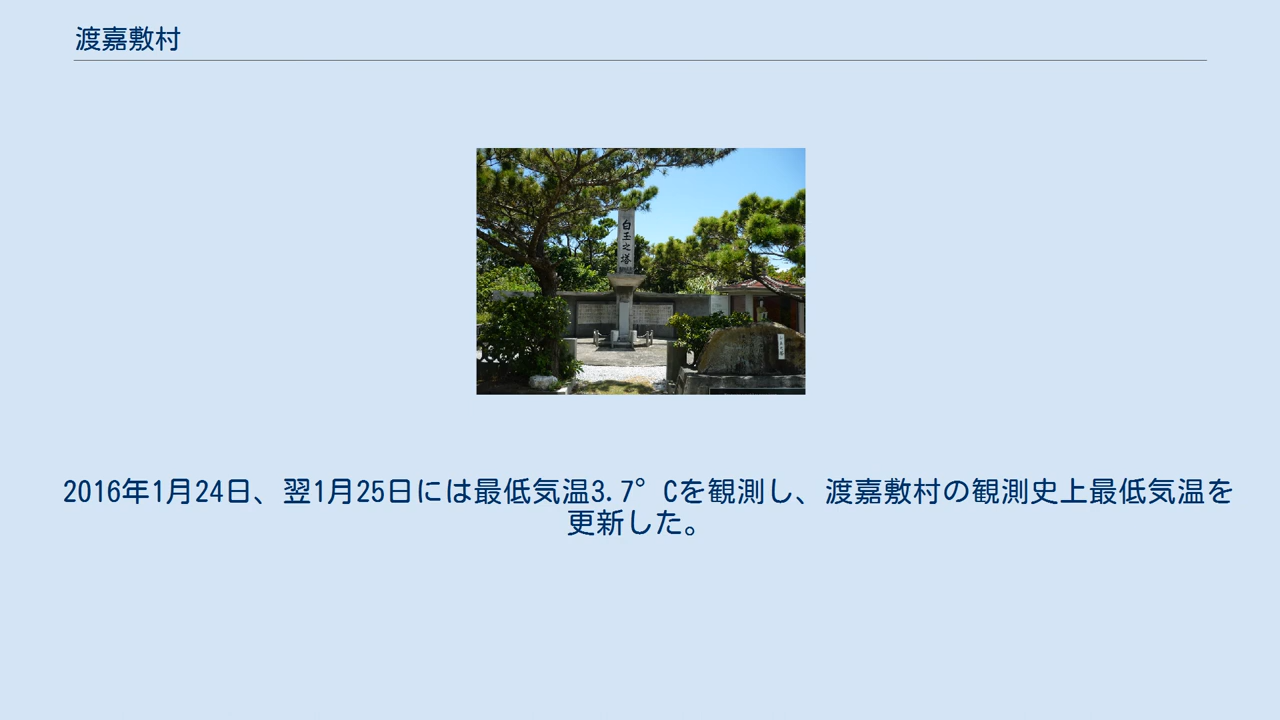 渡嘉敷村
白玉之塔
2016年1月24日、翌1月25日には最低気温3.7°Cを観測し、渡嘉敷村の観測史上最低気温を
更新した。